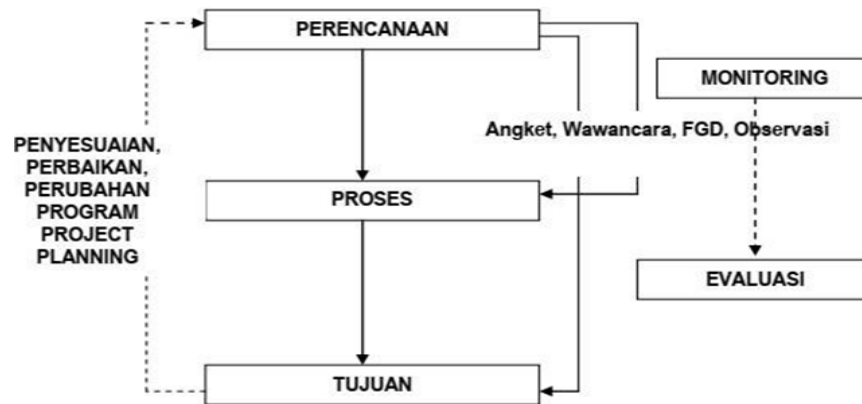 PERENCANAAN
MONITORING
Angket, Wawancara, FGD, Observasi
PENYESUAIAN,
PERBAIKAN,
PERUBAHAN
PROGRAM
PROJECT
PLANNING
PROSES
EVALUASI
TUJUAN